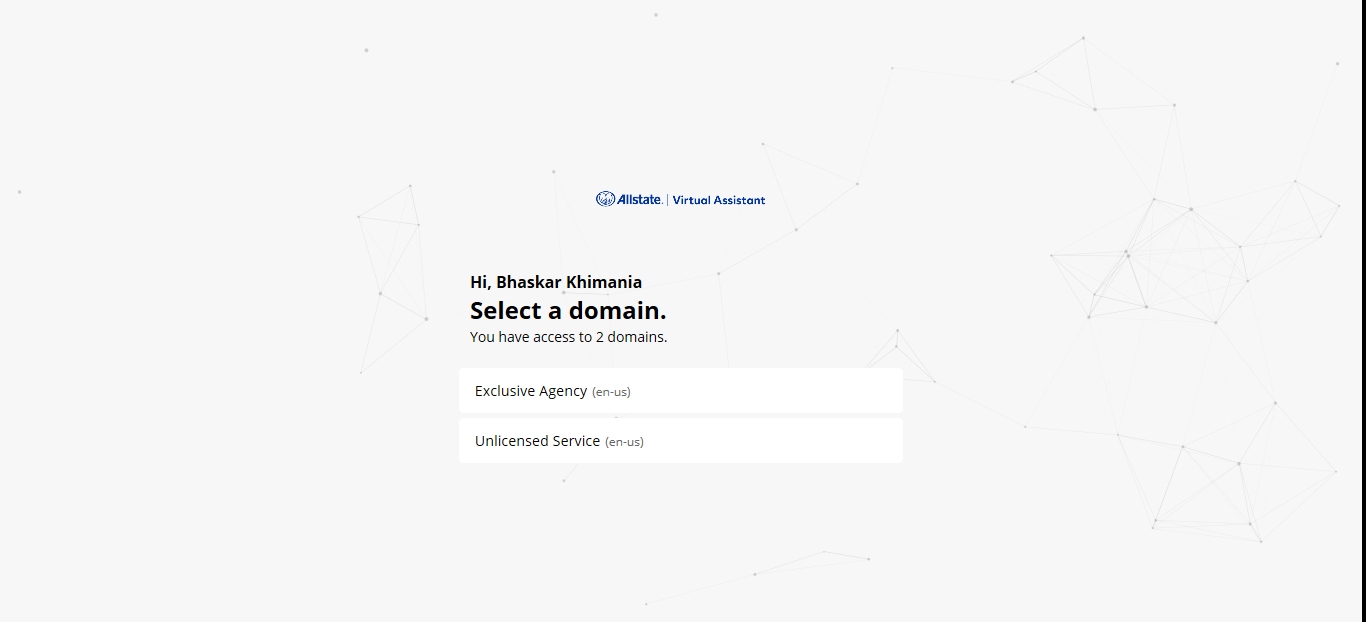 Allstate. | Virtual Assistant
Hi, Bhaskar Khimania
Select a domain.
You have access to 2 domains.
Exclusive Agency (en-us)
Unlicensed Service (en-us)